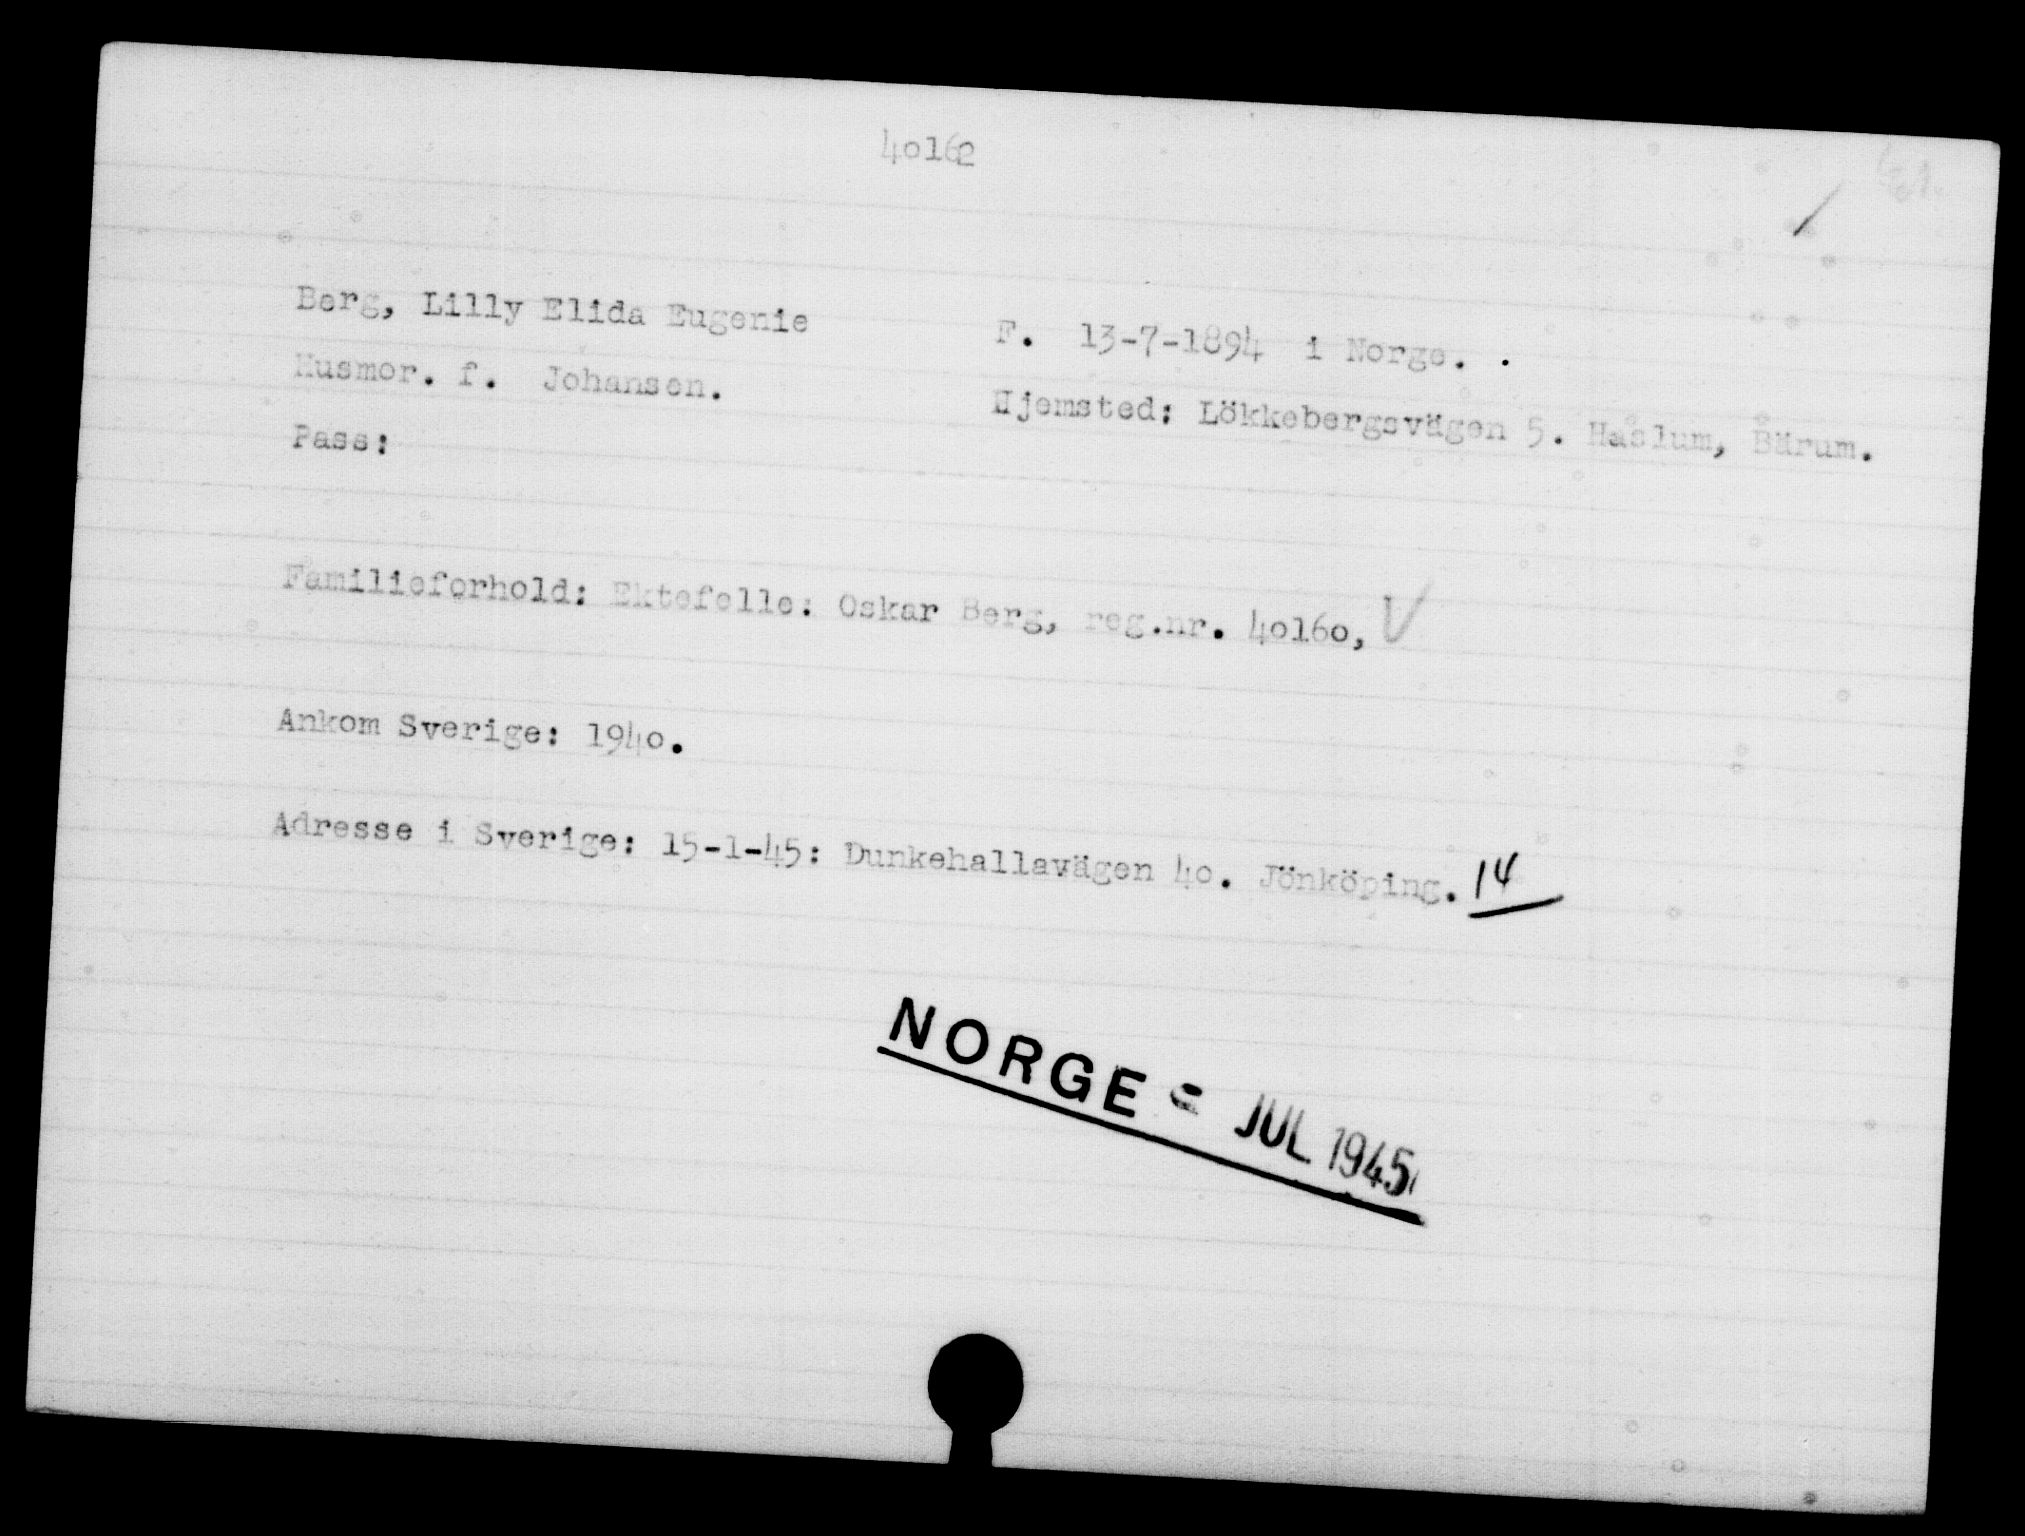 40162
Berg, Lilly Elida Eugenie
F. 13-7-1894 i Norge. .
Husmor. f. Johansen.
Hjemsted: Lökkebergsvägen 5. Haslum, Bärum.
Pass:
Familieforhold: Ektefelle: Oskar Berg, reg.nr. 40160, V
Ankom Sverige: 1940.
Adresse i Sverige: 15-1-45: Dunkehallavägen 40. Jönköping. 14
NORGE = JUL 1945